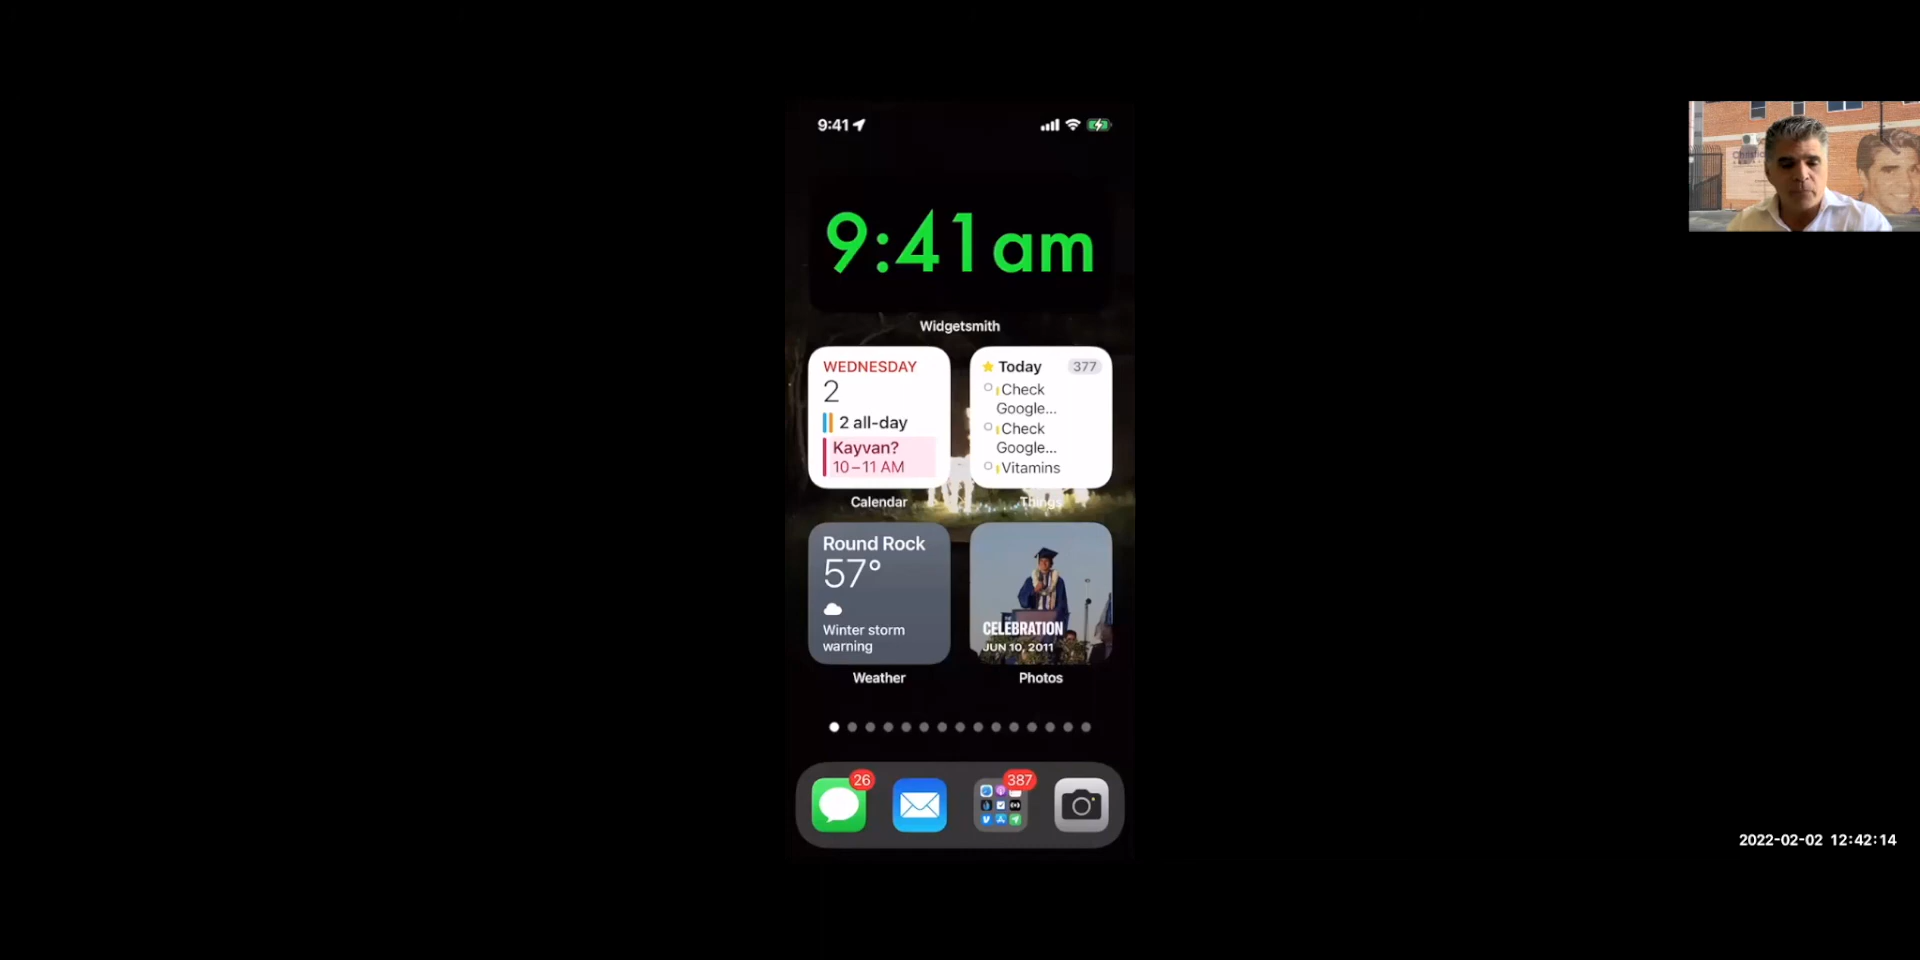 9:41
9:41am
Widgetsmith
WEDNESDAY
2
2 all-day
Kayvan?
10–11 AM
Calendar
Today 377
Check
Google...
Check
Google...
Vitamins
Things
Round Rock
57°
Winter storm
warning
Weather
CELEBRATION
JUN 10, 2011
Photos
26
387
2022-02-02 12:42:14